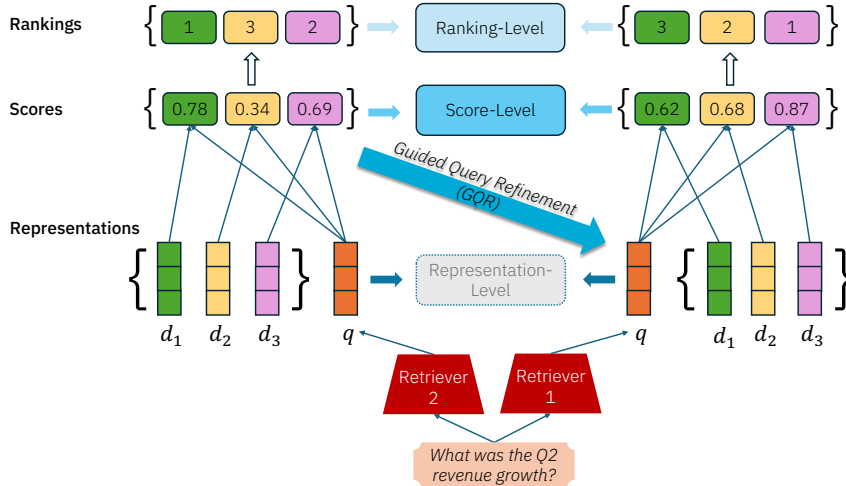 Rankings
{ 1 3 2 }
Ranking-Level
{ 3 2 1 }
Scores
{ 0.78 0.34 0.69 }
Score-Level
{ 0.62 0.68 0.87 }
Guided Query Refinement
(GQR)
Representations
{ }
Representation-
Level
{ }
d1 d2 d3 q
q d1 d2 d3
Retriever
2
Retriever
1
What was the Q2
revenue growth?